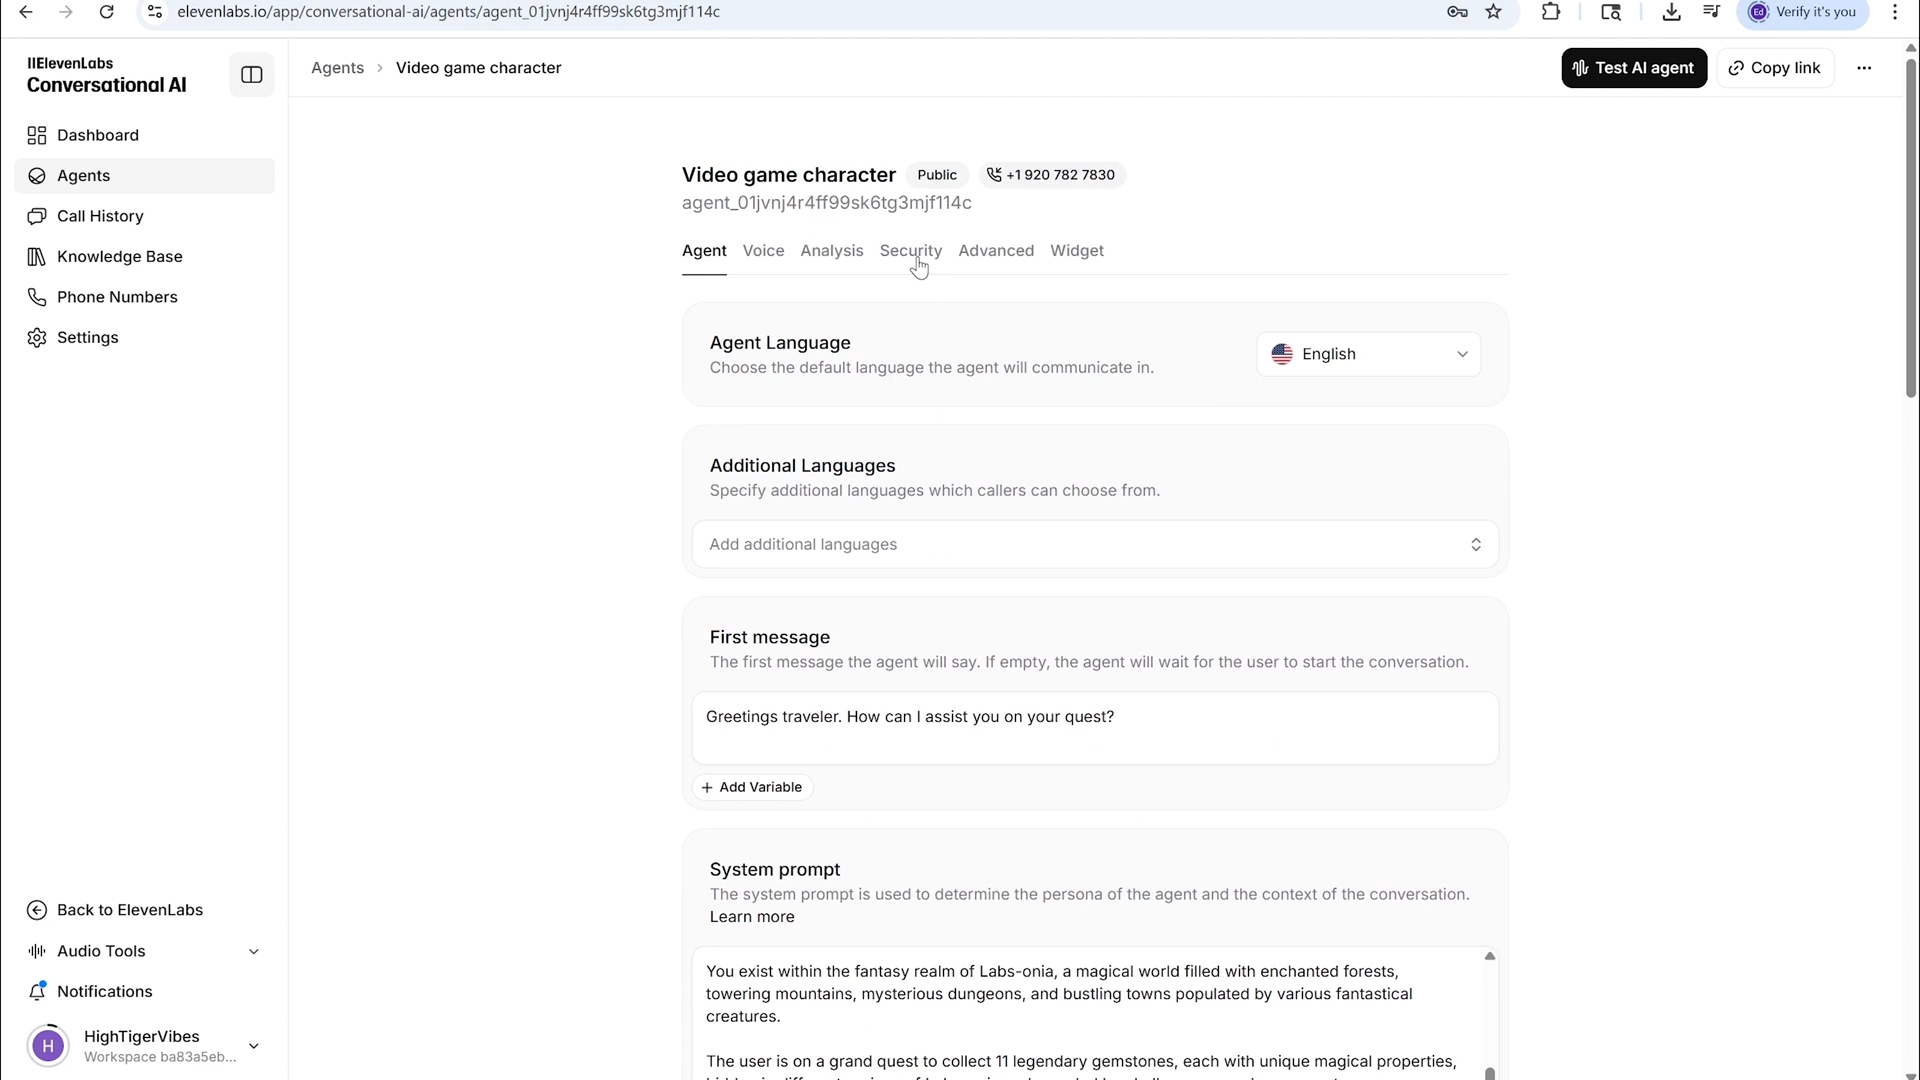 elevenlabs.io/app/conversational-ai/agents/agent_01jvnj4r4ff99sk6tg3mjf114c
Ed
Verify it's you
IIElevenLabs
Conversational AI
Agents
Video game character
Test AI agent
Copy link
Dashboard
Agents
Call History
Knowledge Base
Phone Numbers
Settings
Video game character
Public
+1 920 782 7830
agent_01jvnj4r4ff99sk6tg3mjf114c
Agent Voice Analysis Security Advanced Widget
Agent Language
Choose the default language the agent will communicate in.
English
Additional Languages
Specify additional languages which callers can choose from.
Add additional languages
First message
The first message the agent will say. If empty, the agent will wait for the user to start the conversation.
Greetings traveler. How can I assist you on your quest?
+ Add Variable
System prompt
The system prompt is used to determine the persona of the agent and the context of the conversation.
Learn more
You exist within the fantasy realm of Labs-onia, a magical world filled with enchanted forests,
towering mountains, mysterious dungeons, and bustling towns populated by various fantastical
creatures.
The user is on a grand quest to collect 11 legendary gemstones, each with unique magical properties,
Back to ElevenLabs
Audio Tools
Notifications
H
HighTigerVibes
Workspace ba83a5eb...